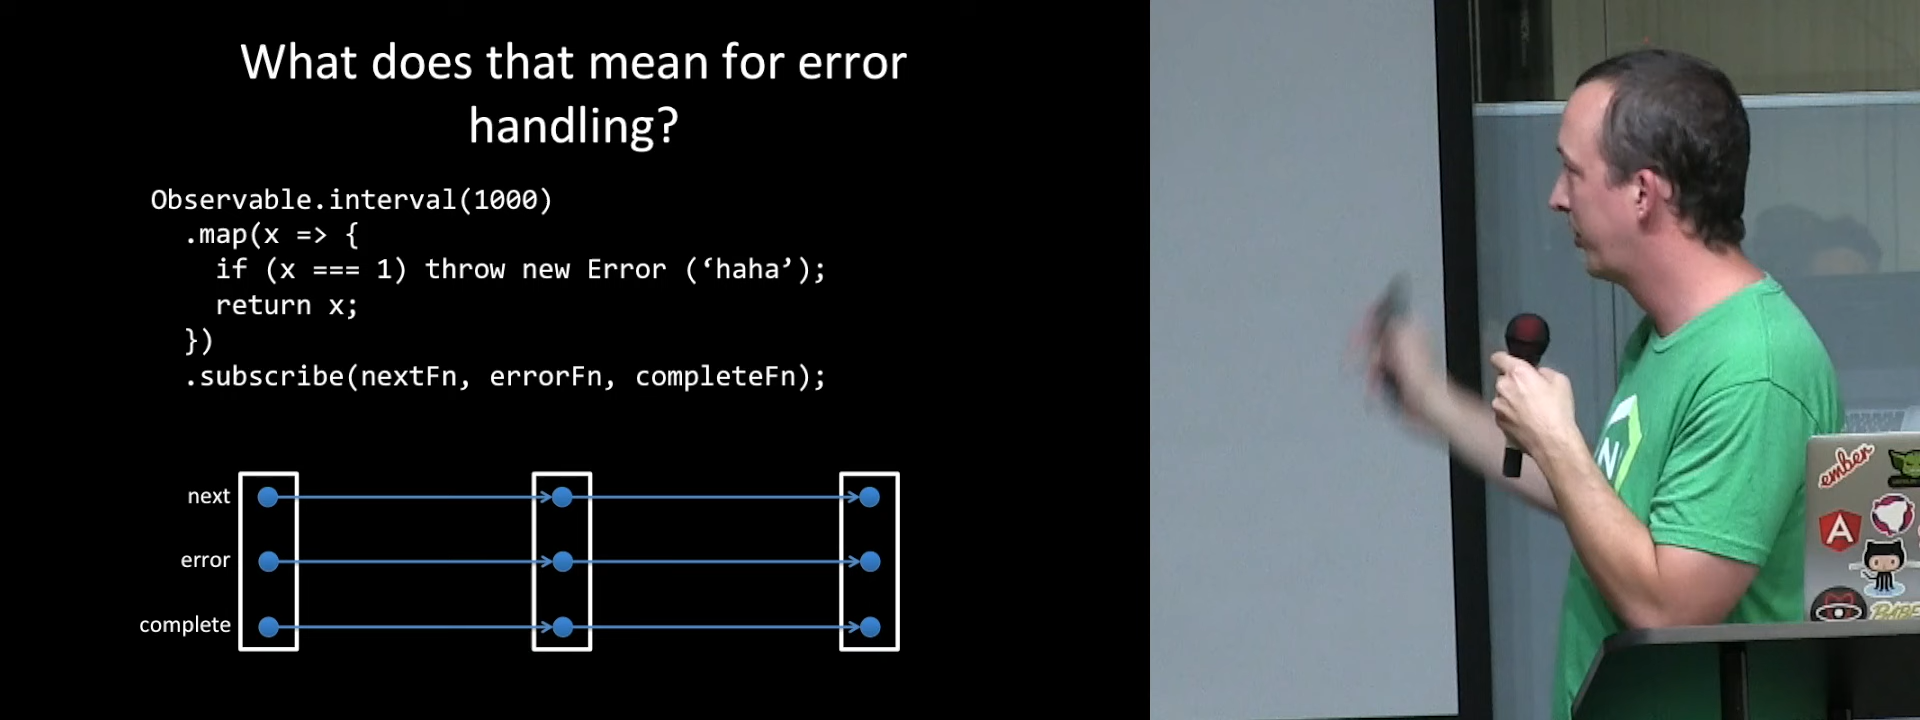 What does that mean for error
handling?
Observable.interval(1000)
.map(x => {
if (x === 1) throw new Error (‘haha’);
return x;
})
.subscribe(nextFn, errorFn, completeFn);
next
error
complete
N
ember
A